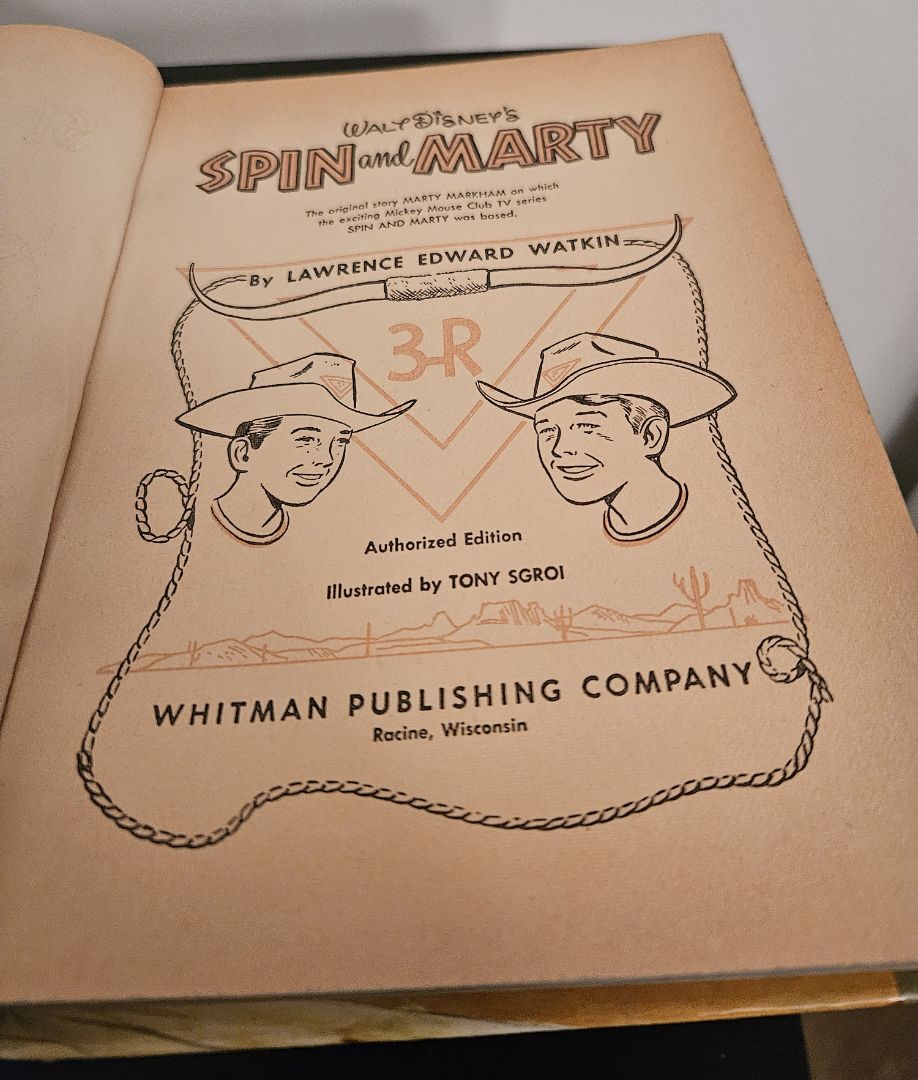 WALT DISNEY'S
SPIN and MARTY
The original story MARTY MARKHAM on which
the exciting Mickey Mouse Club TV series
SPIN AND MARTY was based.
By LAWRENCE EDWARD WATKIN
3-R
Authorized Edition
Illustrated by TONY SGROI
WHITMAN PUBLISHING COMPANY
Racine, Wisconsin